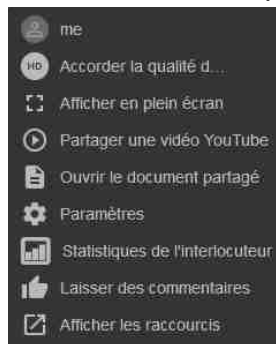 me
HD
Accorder la qualité d...
Afficher en plein écran
Partager une vidéo YouTube
Ouvrir le document partagé
Paramètres
Statistiques de l'interlocuteur
Laisser des commentaires
Afficher les raccourcis